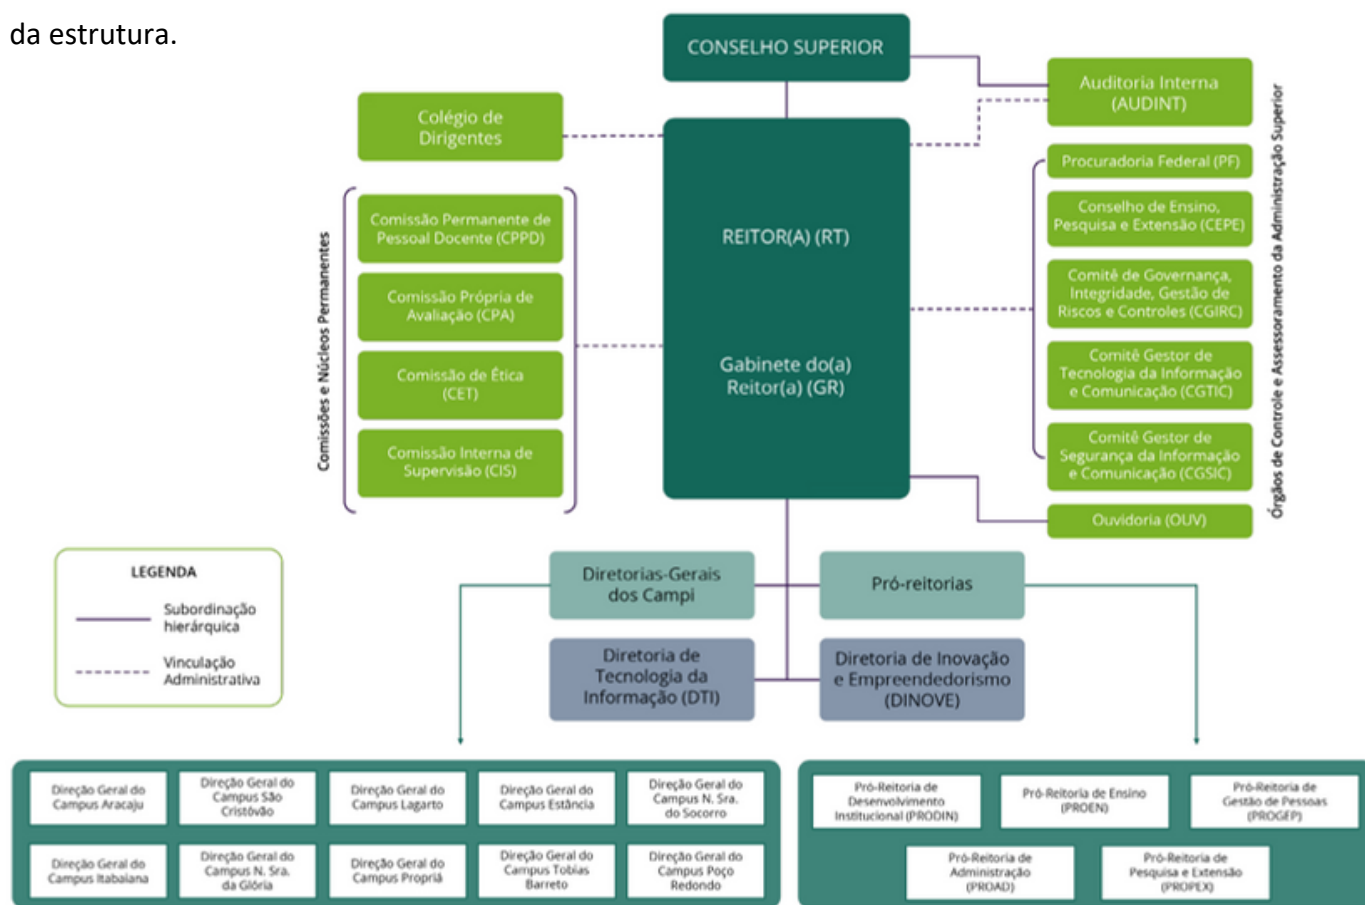 da estrutura.
CONSELHO SUPERIOR
Auditoria Interna
(AUDINT)
Colégio de
Dirigentes
Procuradoria Federal (PF)
Comissão Permanente de
Pessoal Docente (CPPD)
Conselho de Ensino,
Pesquisa e Extensão (CEPE)
REITOR(A) (RT)
Comissão Própria de
Avaliação (CPA)
Comitê de Governança,
Integridade, Gestão de
Riscos e Controles (CGIRC)
Comissão de Ética
(CET)
Gabinete do(a)
Reitor(a) (GR)
Comitê Gestor de
Tecnologia da Informação
e Comunicação (CGTIC)
Comissão Interna de
Supervisão (CIS)
Comitê Gestor de
Segurança da Informação
e Comunicação (CGSIC)
Ouvidoria (OUV)
Comissões e Núcleos Permanentes
Órgãos de Controle e Assessoramento da Administração Superior
LEGENDA
Subordinação
hierárquica
Vinculação
Administrativa
Diretorias-Gerais
dos Campi
Pró-reitorias
Diretoria de
Tecnologia da
Informação (DTI)
Diretoria de Inovação
e Empreendedorismo
(DINOVE)
Direção Geral do
Campus Aracaju
Direção Geral do
Campus São
Cristóvão
Direção Geral do
Campus Lagarto
Direção Geral do
Campus Estância
Direção Geral do
Campus N. Sra.
do Socorro
Direção Geral do
Campus Itabaiana
Direção Geral do
Campus N. Sra.
da Glória
Direção Geral do
Campus Propriá
Direção Geral do
Campus Tobias
Barreto
Direção Geral do
Campus Poço
Redondo
Pró-Reitoria de
Desenvolvimento
Institucional (PRODIN)
Pró-Reitoria de Ensino
(PROEN)
Pró-Reitoria de
Gestão de Pessoas
(PROGEP)
Pró-Reitoria de
Administração
(PROAD)
Pró-Reitoria de
Pesquisa e Extensão
(PROPEX)